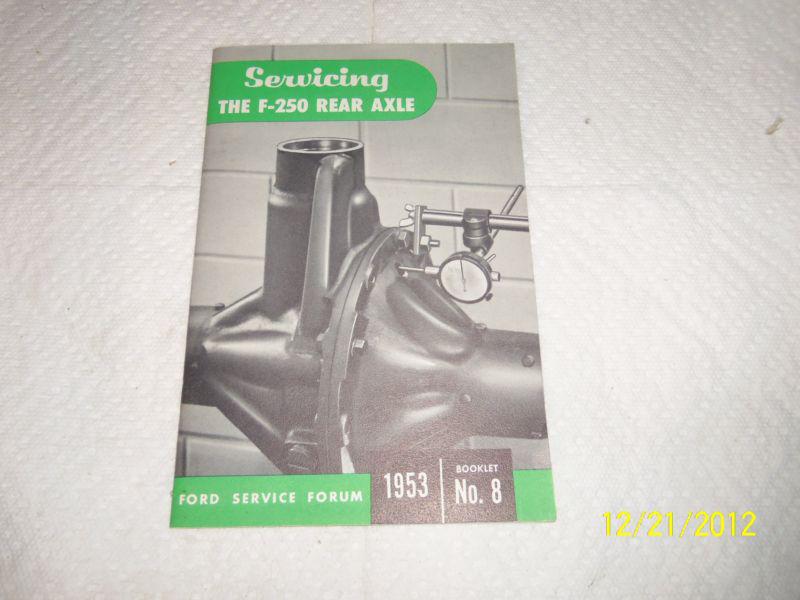 Servicing
THE F-250 REAR AXLE
FORD SERVICE FORUM
1953
BOOKLET
No. 8
12/21/2012